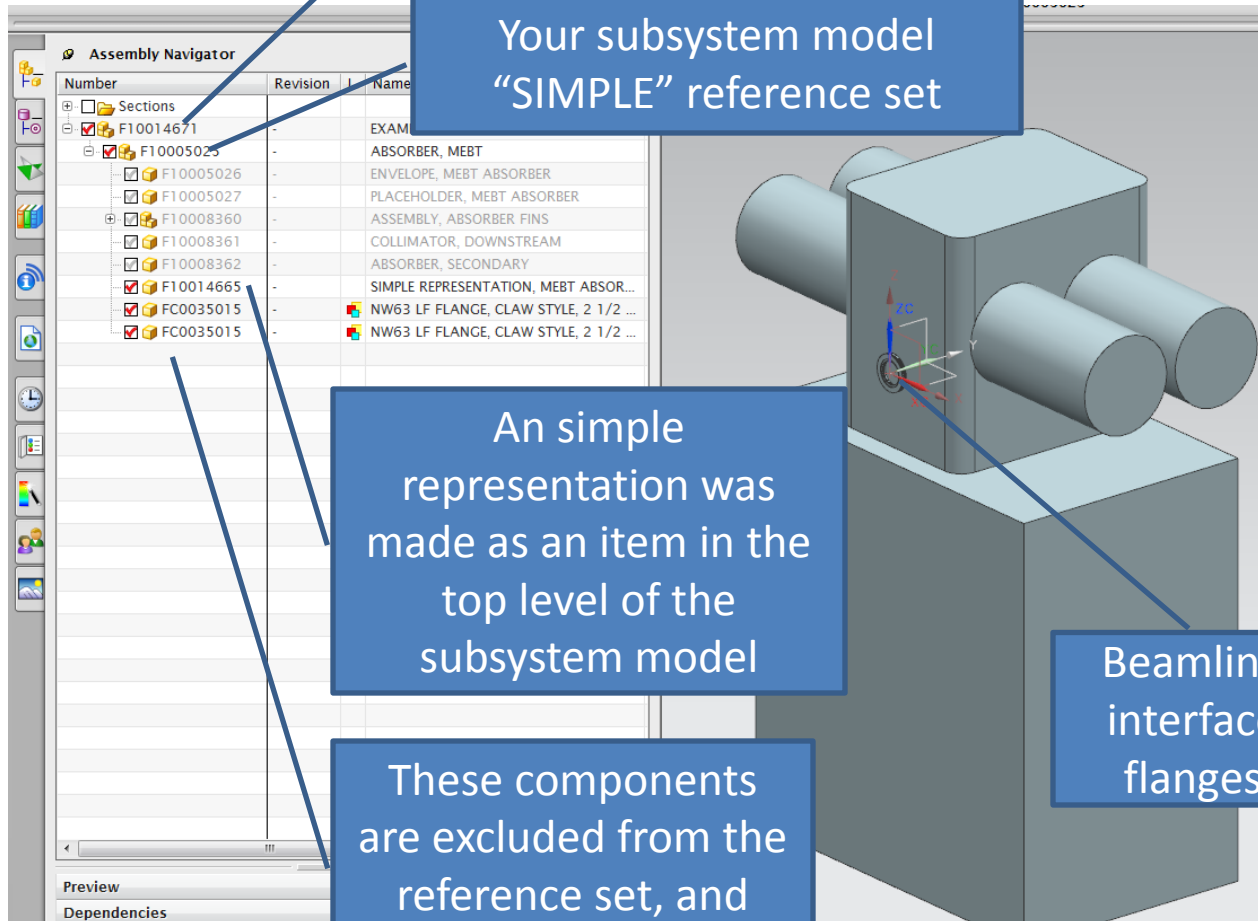 Your subsystem model
“SIMPLE” reference set
Assembly Navigator
Number Revision Name
Sections
F10014671 -
F10005025 - ABSORBER, MEBT
F10005026 - ENVELOPE, MEBT ABSORBER
F10005027 - PLACEHOLDER, MEBT ABSORBER
F10008360 - ASSEMBLY, ABSORBER FINS
F10008361 - COLLIMATOR, DOWNSTREAM
F10008362 - ABSORBER, SECONDARY
F10014665 - SIMPLE REPRESENTATION, MEBT ABSOR...
FC0035015 - NW63 LF FLANGE, CLAW STYLE, 2 1/2 ...
FC0035015 - NW63 LF FLANGE, CLAW STYLE, 2 1/2 ...
ZC
Y
An simple
representation was
made as an item in the
top level of the
subsystem model
Beamlin
interfac
flanges
These components
are excluded from the
reference set, and
Preview
Dependencies